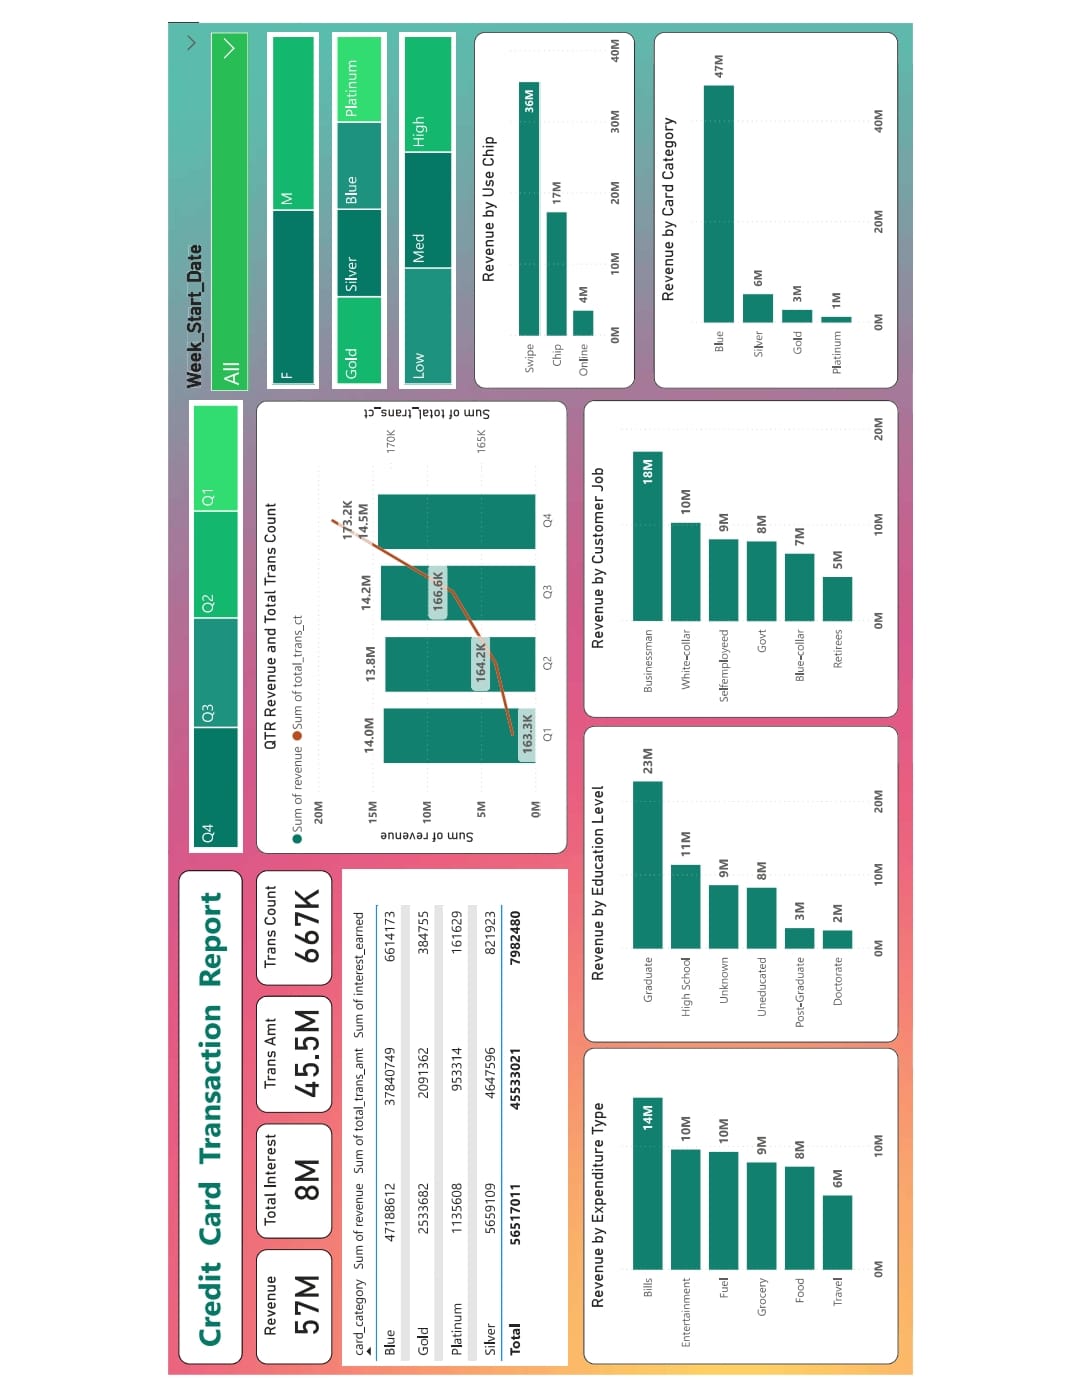 Credit Card Transaction Report
Q4 Q3 Q2 Q1
Week_Start_Date
All
Revenue
57M
Total Interest
8M
Trans Amt
45.5M
Trans Count
667K
F M
Gold Silver Blue Platinum
Low Med High
card_category Sum of revenue Sum of total_trans_amt Sum of interest_earned
Blue 47188612 37840749 6614173
Gold 2533682 2091362 384755
Platinum 1135608 953314 161629
Silver 5659109 4647596 821923
Total 56517011 45533021 7982480
QTR Revenue and Total Trans Count
Sum of revenue Sum of total_trans_ct
Sum of revenue
20M
15M
10M
5M
0M
14.0M 13.8M 14.2M 14.5M
163.3K 164.2K 166.6K 173.2K
Q1 Q2 Q3 Q4
170K
165K
Sum of total_trans_ct
Revenue by Use Chip
Swipe 36M
Chip 17M
Online 4M
0M 10M 20M 30M 40M
Revenue by Expenditure Type
Bills 14M
Entertainment 10M
Fuel 10M
Grocery 9M
Food 8M
Travel 6M
0M 10M
Revenue by Education Level
Graduate 23M
High School 11M
Unknown 9M
Uneducated 8M
Post-Graduate 3M
Doctorate 2M
0M 10M 20M
Revenue by Customer Job
Businessman 18M
White-collar 10M
Selfemployeed 9M
Govt 8M
Blue-collar 7M
Retirees 5M
0M 10M 20M
Revenue by Card Category
Blue 47M
Silver 6M
Gold 3M
Platinum 1M
0M 20M 40M